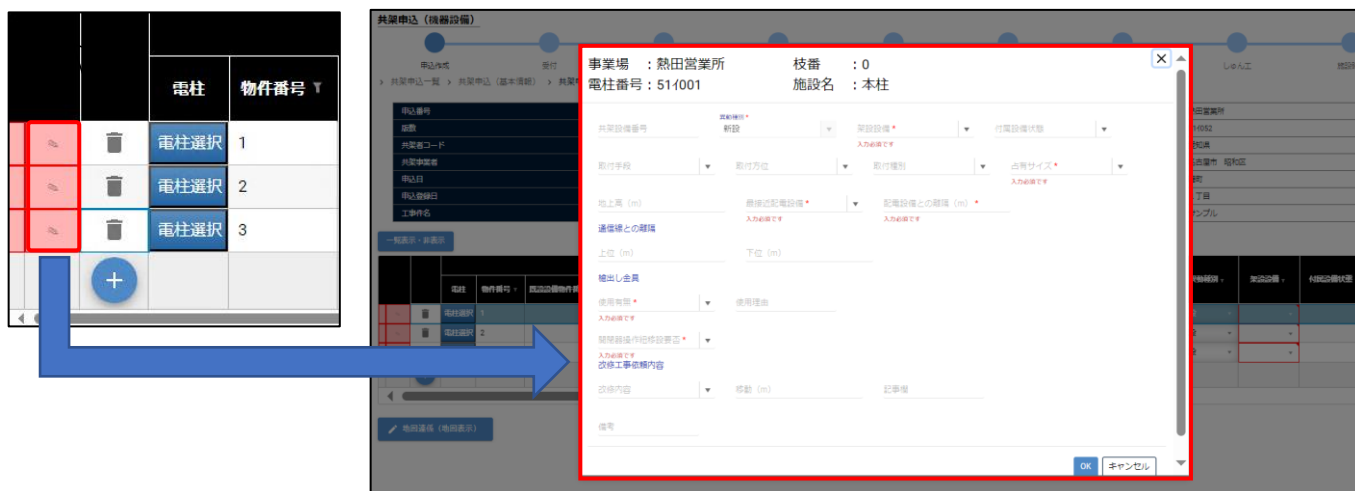 電柱
物件番号
電柱選択
1
電柱選択
2
電柱選択
3
共架申込（機器設備）
申込作成
受付
しゅん工
> 共架申込一覧 > 共架申込（基本情報） >
申込番号
版数
共架者コード
共架事業者
申込日
申込登録日
工事件名
一覧表示・非表示
電柱
物件番号
電柱選択
1
電柱選択
2
地図連係（地図表示）
事業場 ：熱田営業所
枝番 ：0
電柱番号：51ｲ001
施設名 ：本柱
共架設備番号
異動種別 *
新設
架設設備 *
入力必須です
付属設備状態
取付手段
取付方位
取付種別
占有サイズ *
入力必須です
地上高（m）
最接近配電設備 *
入力必須です
配電設備との離隔（m） *
入力必須です
通信線との離隔
上位（m）
下位（m）
槍出し金具
使用有無 *
入力必須です
使用理由
開閉器操作紐移設要否 *
入力必須です
改修工事依頼内容
改修内容
移動（m）
記事欄
備考
OK
キャンセル
昭和区
丁目
架設設備
付属設備状態